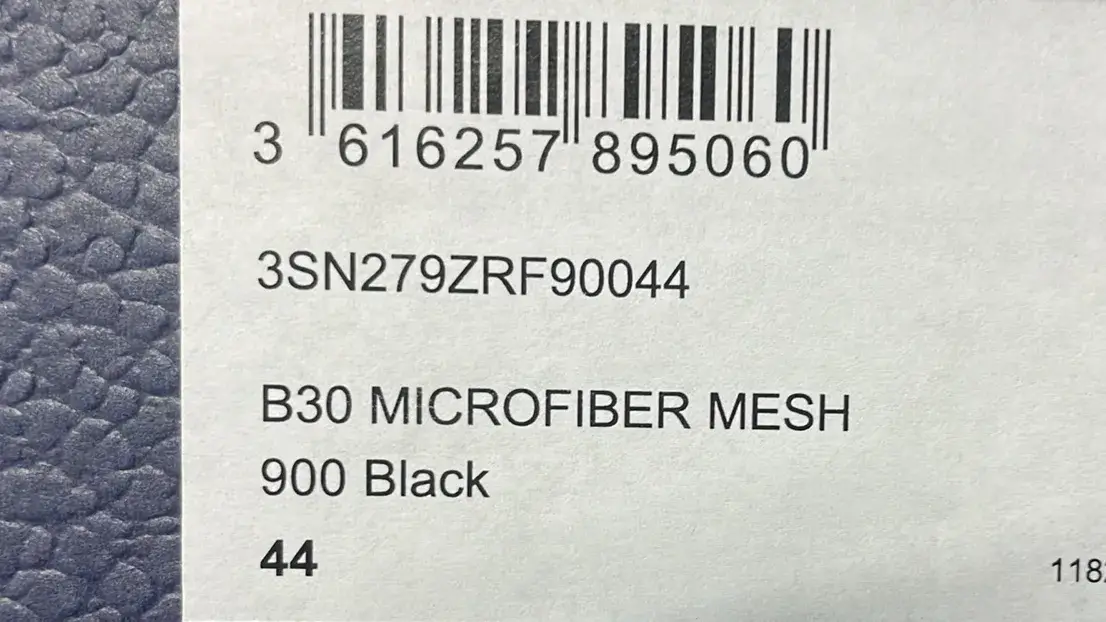 3 616257 895060
3SN279ZRF90044
B30 MICROFIBER MESH
900 Black
44